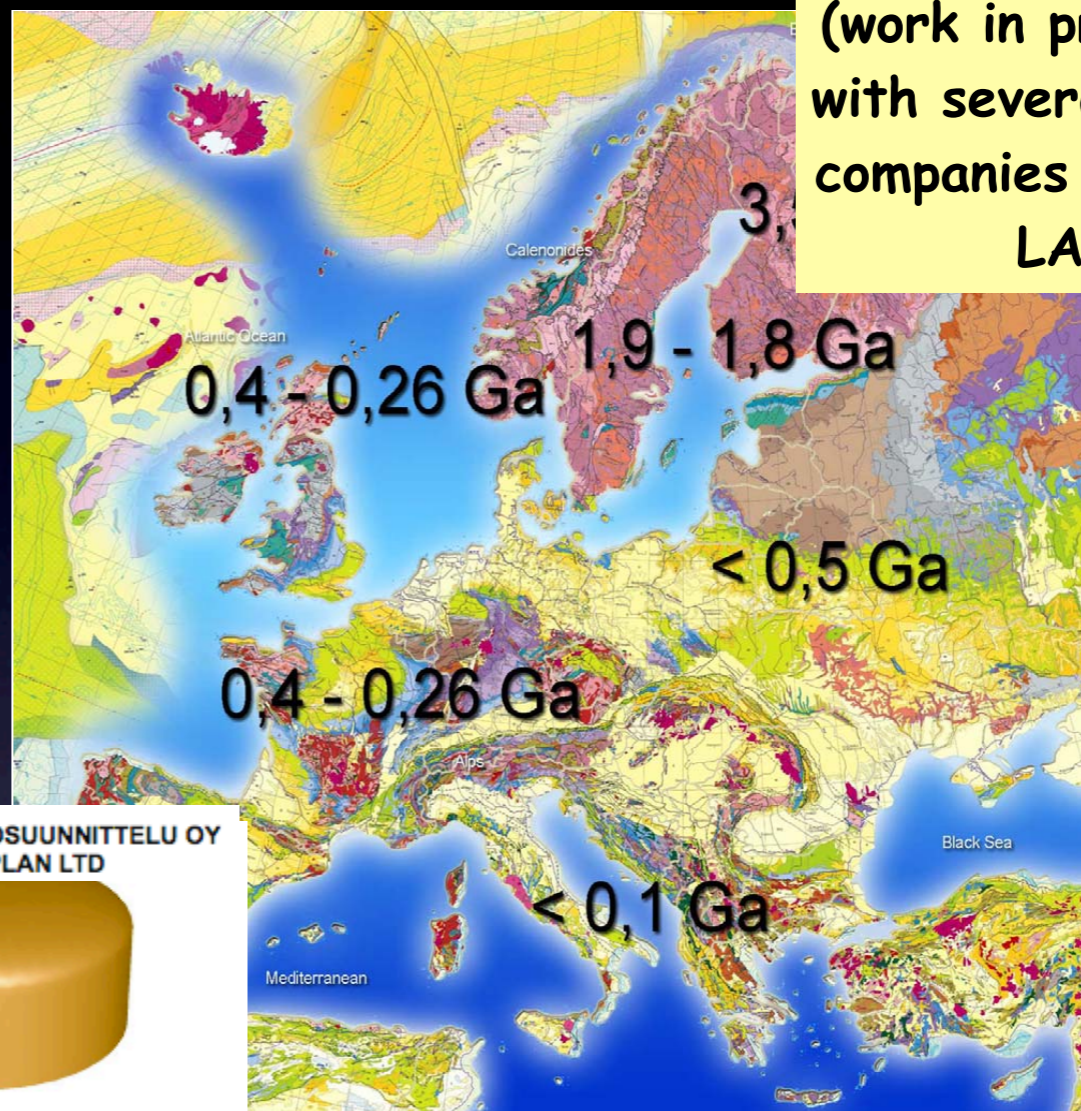 (work in pr
with severa
companies
LA
3,
Calenonides
Atlantic Ocean
1,9 - 1,8 Ga
0,4 - 0,26 Ga
< 0,5 Ga
0,4 - 0,26 Ga
Alps
OSUUNNITTELU OY
PLAN LTD
Black Sea
< 0,1 Ga
Mediterranean